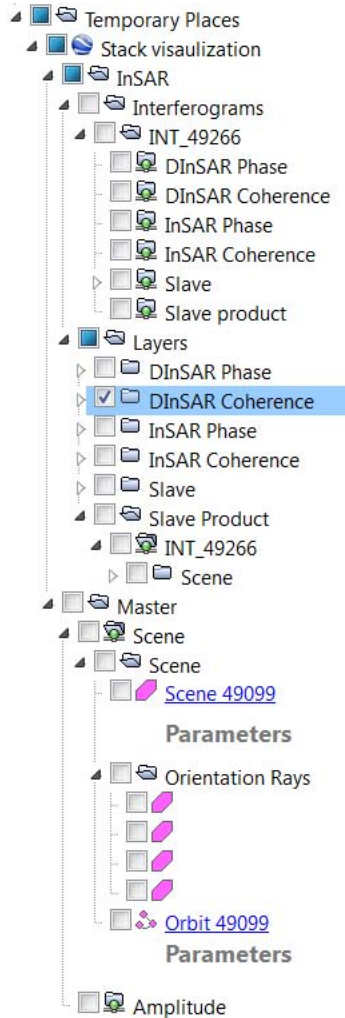 Temporary Places
Stack visaulization
InSAR
Interferograms
INT_49266
DInSAR Phase
DInSAR Coherence
InSAR Phase
InSAR Coherence
Slave
Slave product
Layers
DInSAR Phase
DInSAR Coherence
InSAR Phase
InSAR Coherence
Slave
Slave Product
INT_49266
Scene
Master
Scene
Scene
Scene 49099
Parameters
Orientation Rays
Orbit 49099
Parameters
Amplitude